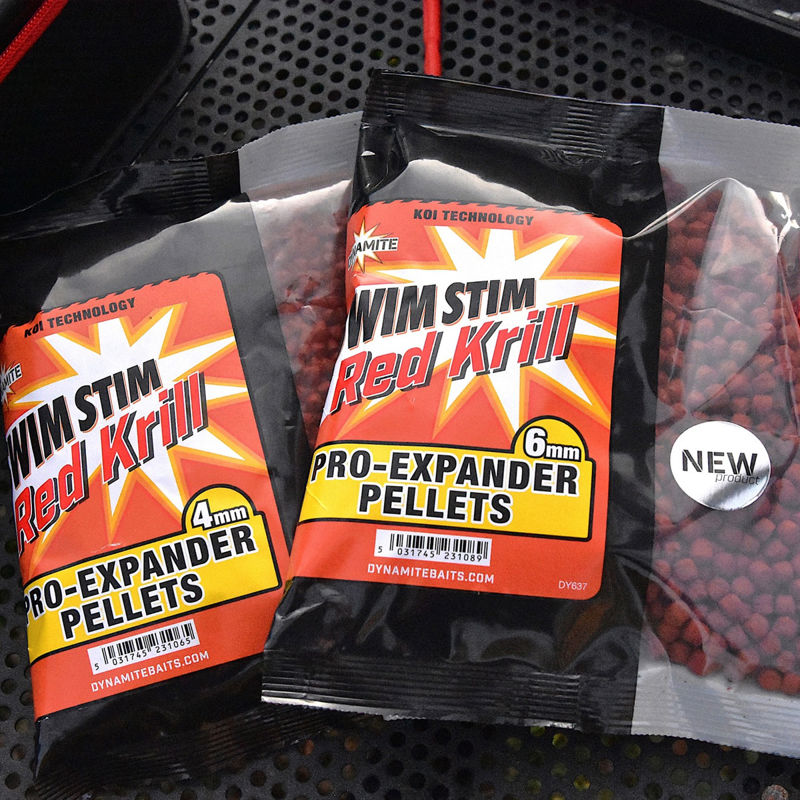 KOI TECHNOLOGY
WIM STIM
Red Krill
4mm
PRO-EXPANDER
PELLETS
5 031745 231065
DYNAMITEBAITS.COM
KOI TECHNOLOGY
WIM STIM
Red Krill
6mm
PRO-EXPANDER
PELLETS
5 031745 231089
DYNAMITEBAITS.COM
DY637
NEW
product